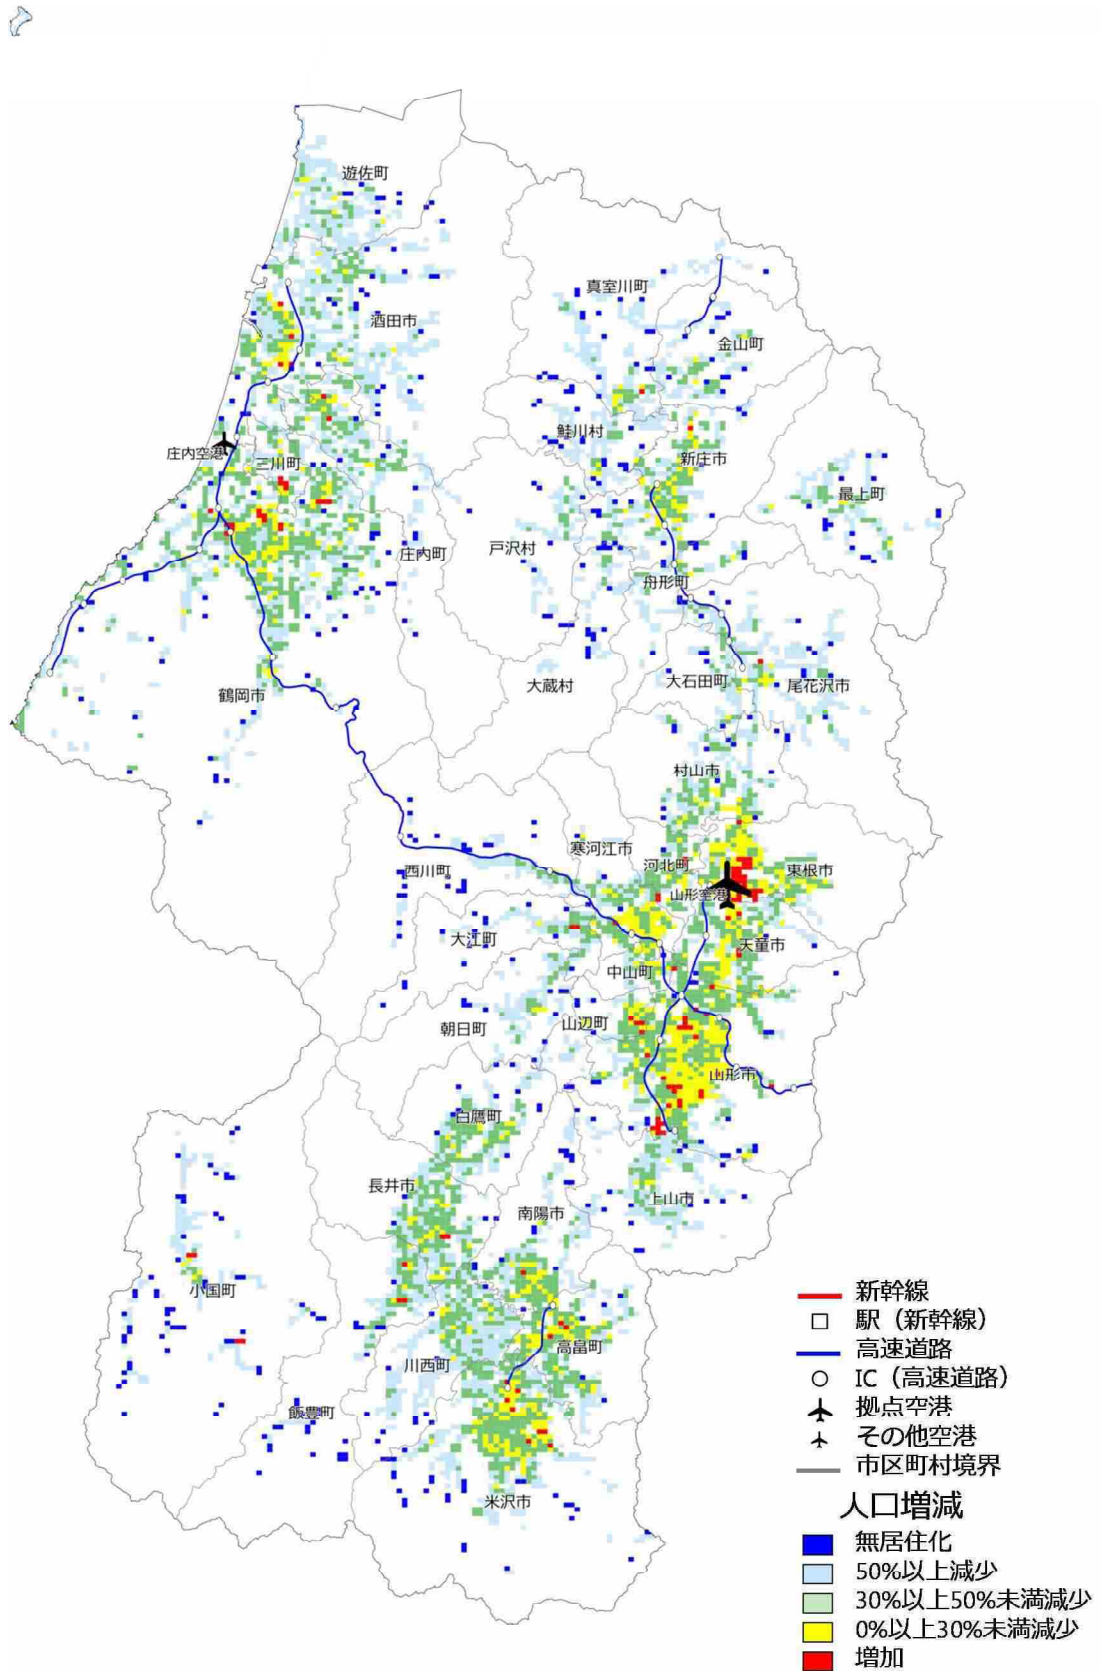 遊佐町
真室川町
酒田市
金山町
鮭川村
庄内空港
三川町
新庄市
最上町
戸沢村
庄内町
舟形町
大蔵村
大石田町
尾花沢市
鶴岡市
村山市
寒河江市
河北町
西川町
東根市
山形空港
大江町
天童市
中山町
朝日町
山辺町
山形市
白鷹町
長井市
上山市
南陽市
小国町
高畠町
川西町
飯豊町
米沢市
新幹線
駅（新幹線）
高速道路
IC（高速道路）
拠点空港
その他空港
市区町村境界
人口増減
無居住化
50%以上減少
30%以上50%未満減少
0%以上30%未満減少
増加